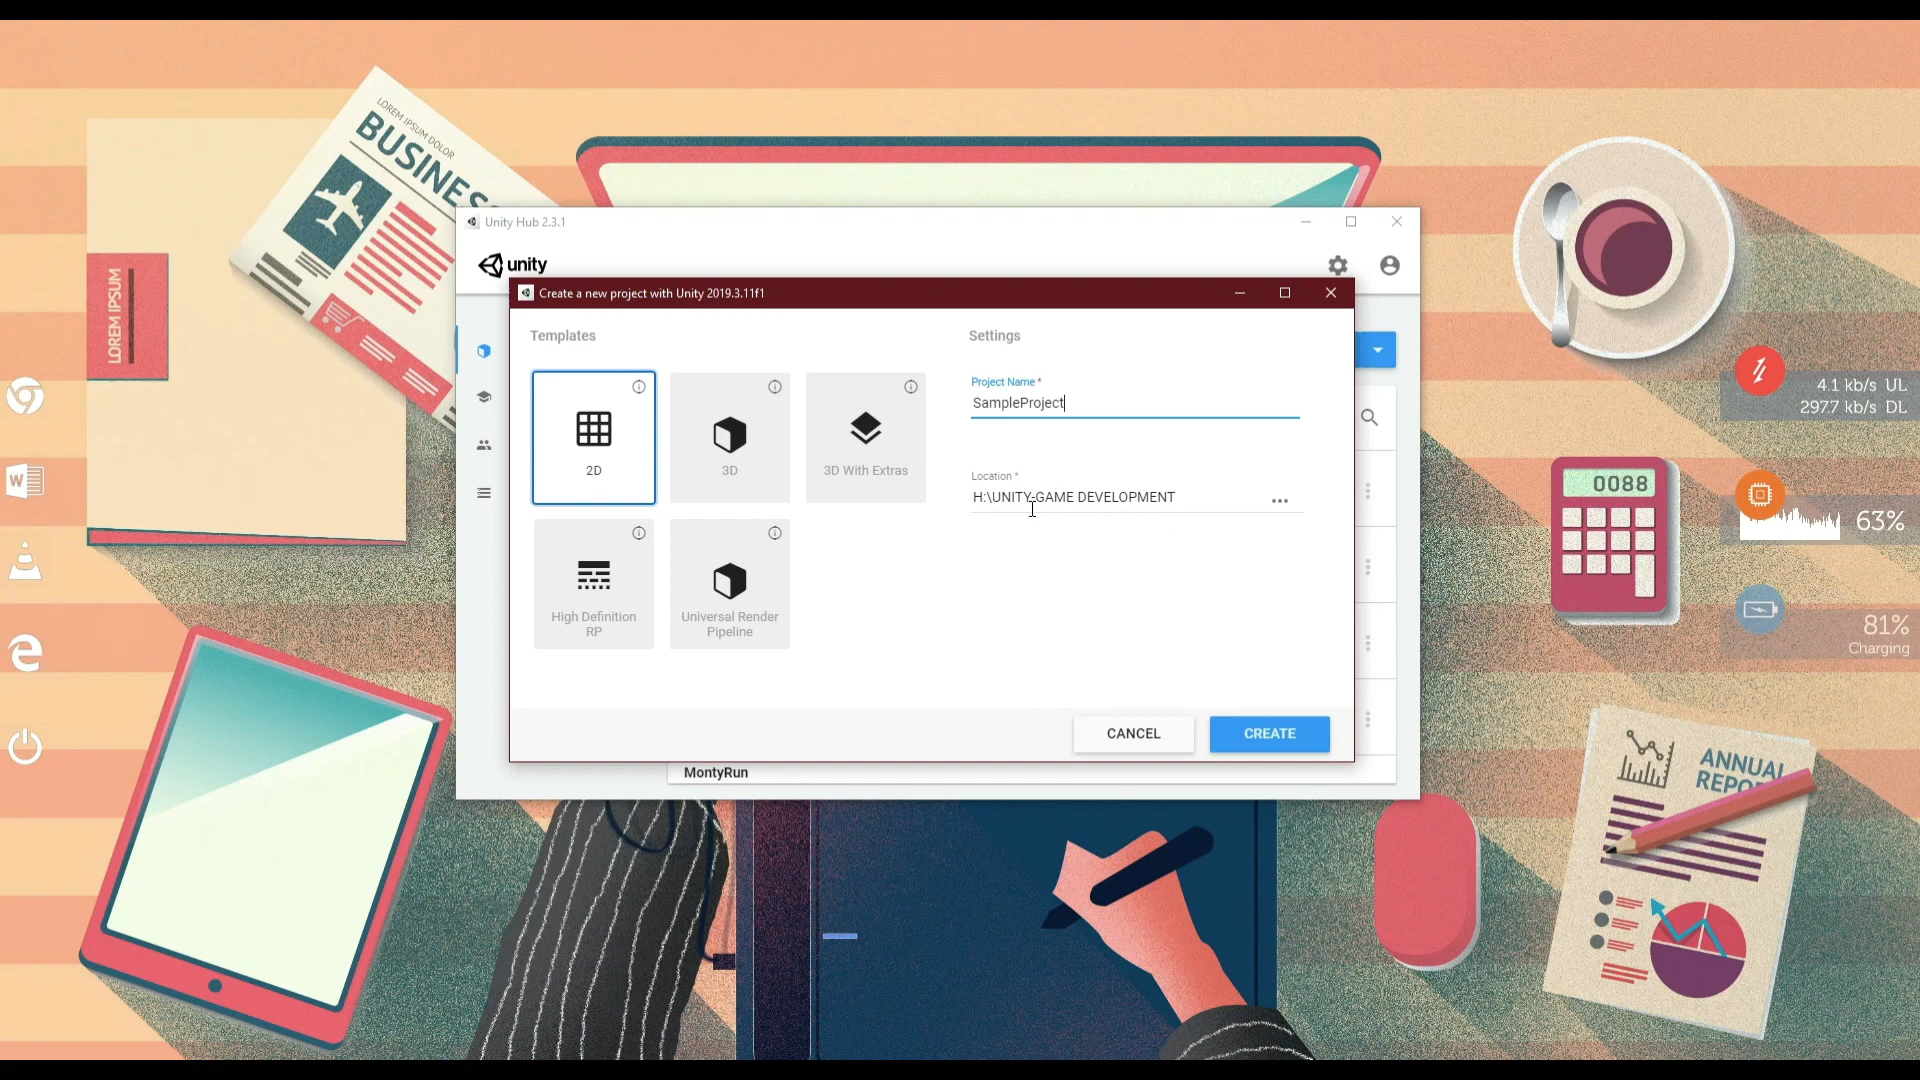 LOREM IPSUM DOLOR
BUSINESS
LOREM IPSUM
Unity Hub 2.3.1
unity
Create a new project with Unity 2019.3.11f1
Templates
Settings
2D
3D
3D With Extras
High Definition
RP
Universal Render
Pipeline
Project Name *
SampleProject
Location *
H:\UNITY-GAME DEVELOPMENT
CANCEL
CREATE
MontyRun
4.1 kb/s UL
297.7 kb/s DL
0088
63%
81%
Charging
W
ANNUAL
REPO